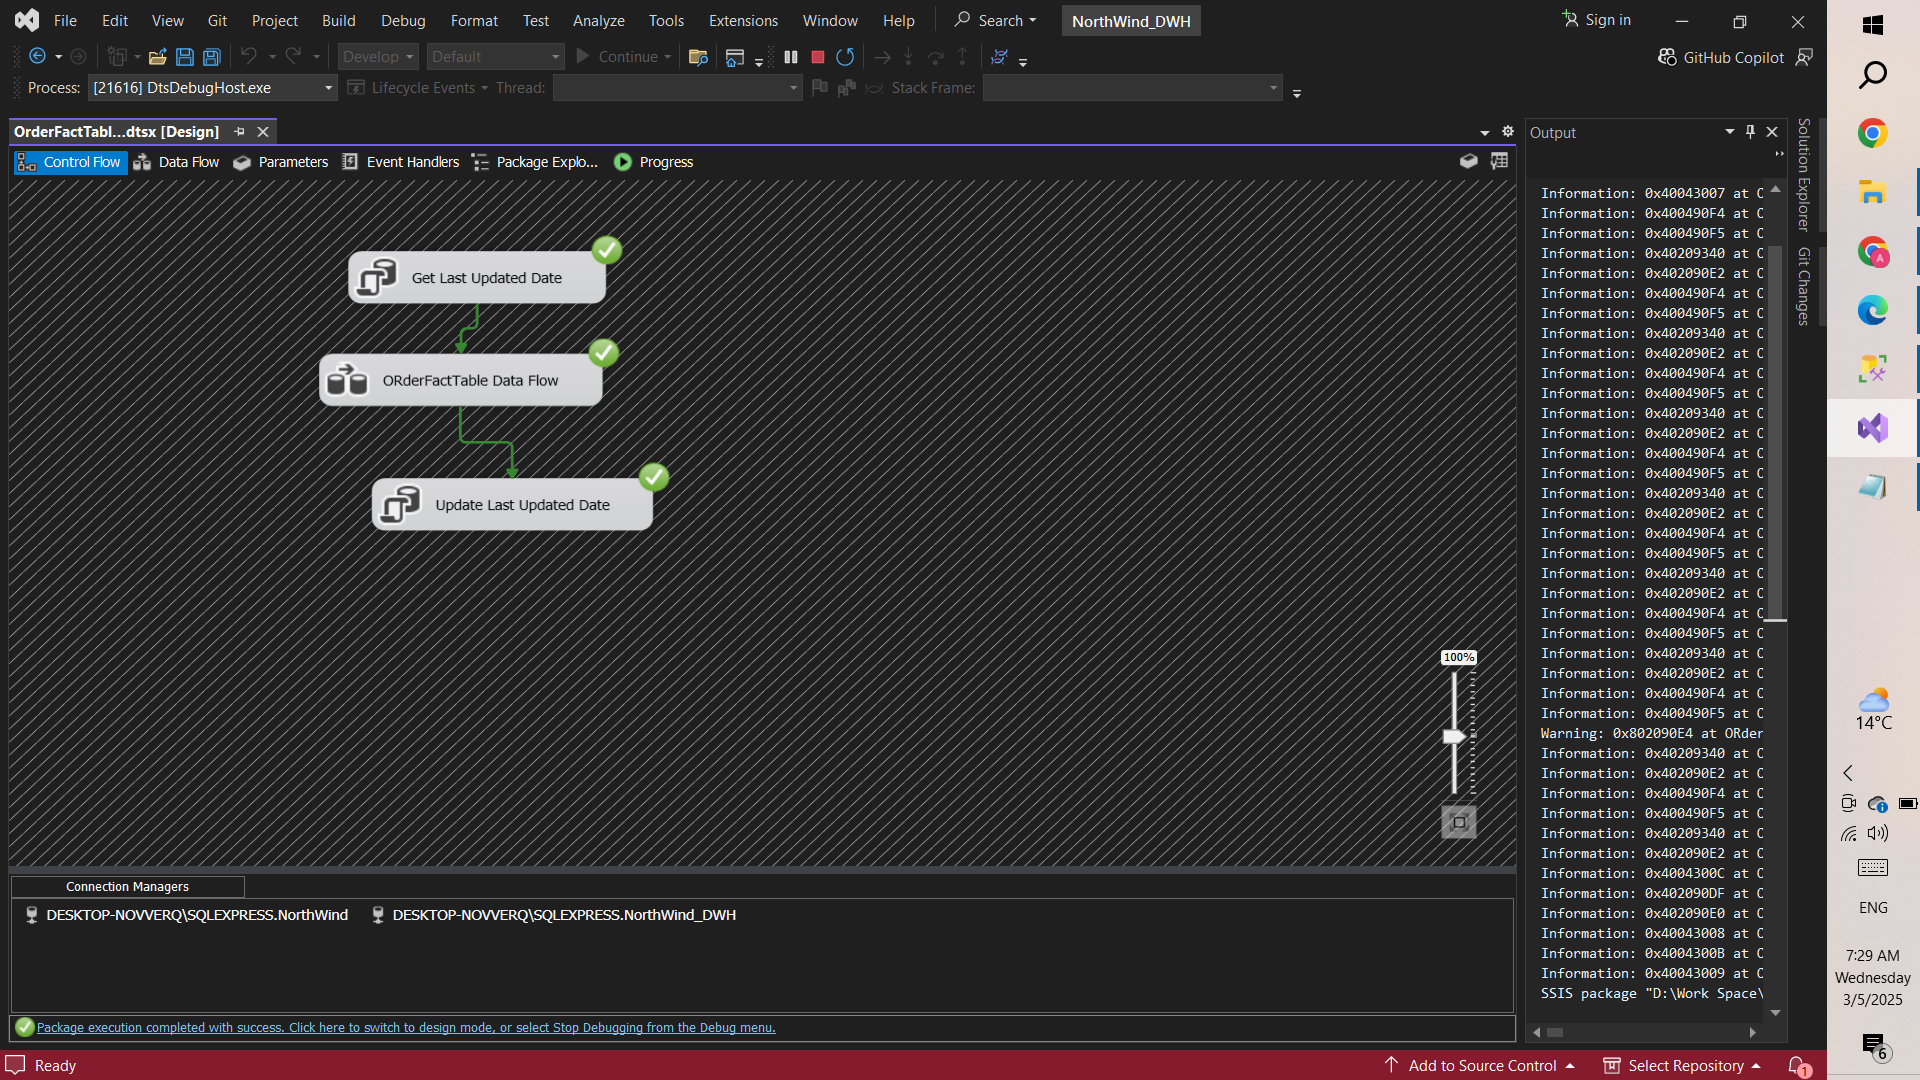 File Edit View Git Project Build Debug Format Test Analyze Tools Extensions Window Help Search NorthWind_DWH Sign in
Develop Default Continue GitHub Copilot
Process: [21616] DtsDebugHost.exe Lifecycle Events Thread: Stack Frame:
OrderFactTabl...dtsx [Design]
Control Flow Data Flow Parameters Event Handlers Package Explo... Progress
Get Last Updated Date
ORderFactTable Data Flow
Update Last Updated Date
100%
Connection Managers
DESKTOP-NOVVERQ\SQLEXPRESS.NorthWind DESKTOP-NOVVERQ\SQLEXPRESS.NorthWind_DWH
Package execution completed with success. Click here to switch to design mode, or select Stop Debugging from the Debug menu.
Output
Information: 0x40043007 at O
Information: 0x400490F4 at O
Information: 0x400490F5 at O
Information: 0x40209340 at O
Information: 0x402090E2 at O
Information: 0x400490F4 at O
Information: 0x400490F5 at O
Information: 0x40209340 at O
Information: 0x402090E2 at O
Information: 0x400490F4 at O
Information: 0x400490F5 at O
Information: 0x40209340 at O
Information: 0x402090E2 at O
Information: 0x400490F4 at O
Information: 0x400490F5 at O
Information: 0x40209340 at O
Information: 0x402090E2 at O
Information: 0x400490F4 at O
Information: 0x400490F5 at O
Information: 0x40209340 at O
Information: 0x402090E2 at O
Information: 0x400490F4 at O
Information: 0x400490F5 at O
Information: 0x40209340 at O
Information: 0x402090E2 at O
Information: 0x400490F4 at O
Information: 0x400490F5 at O
Warning: 0x802090E4 at ORder
Information: 0x40209340 at O
Information: 0x402090E2 at O
Information: 0x400490F4 at O
Information: 0x400490F5 at O
Information: 0x40209340 at O
Information: 0x402090E2 at O
Information: 0x4004300C at O
Information: 0x402090DF at O
Information: 0x402090E0 at O
Information: 0x40043008 at O
Information: 0x4004300B at O
Information: 0x40043009 at O
SSIS package "D:\Work Space\
Solution Explorer
Git Changes
Ready Add to Source Control Select Repository 1
A
14°C
ENG
7:29 AM
Wednesday
3/5/2025
6